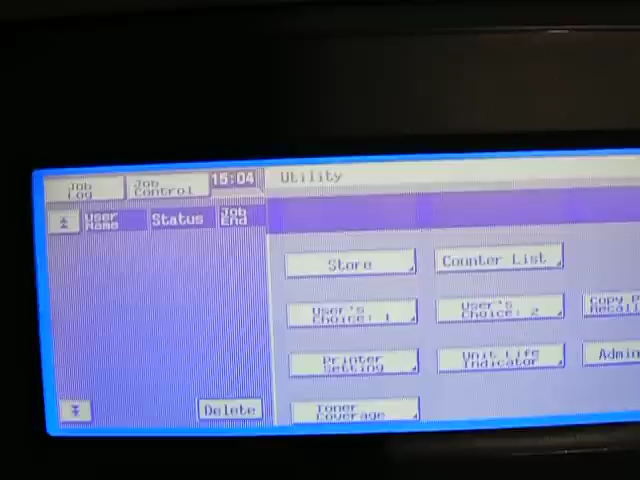 Job
Log
Job
Control
15:04
Utility
User
Name
Status
Job
End
Store
Counter List
User's
Choice: 1
User's
Choice: 2
Copy P
Recall
Printer
Setting
Unit Life
Indicator
Admin
Toner
Coverage
Delete